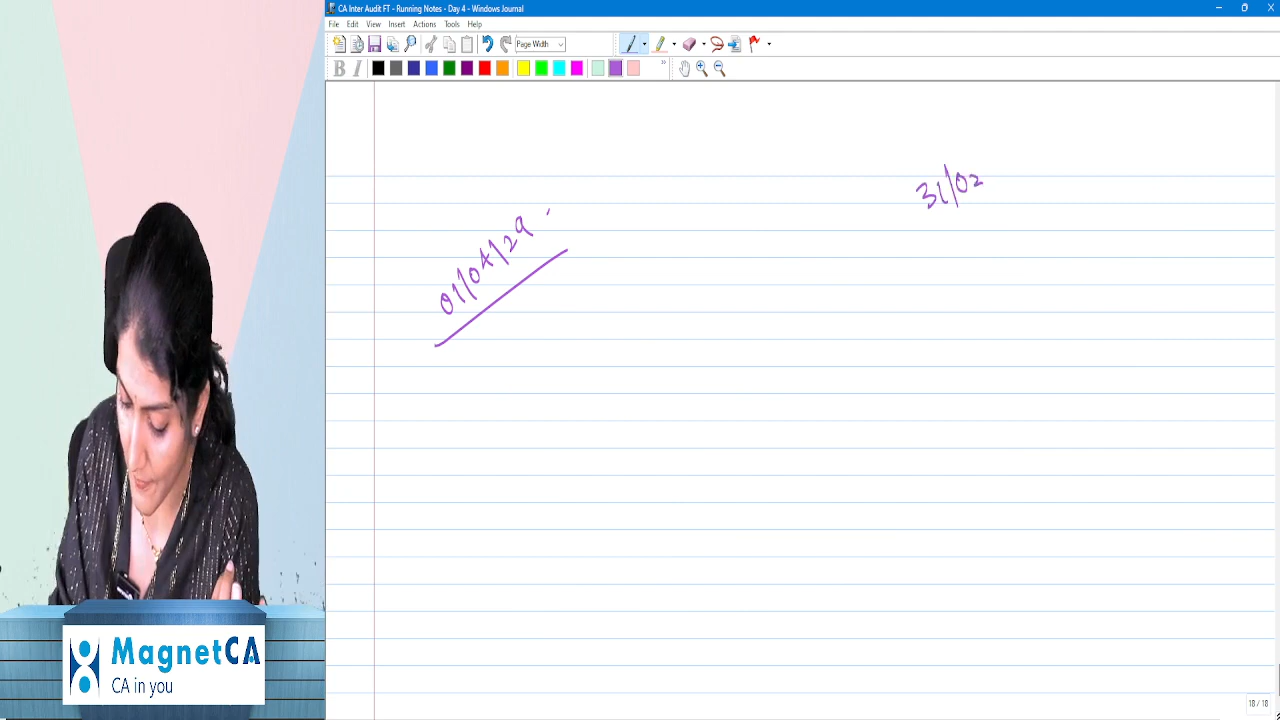 CA Inter Audit FT - Running Notes - Day 4 - Windows Journal
File Edit View Insert Actions Tools Help
Page Width
B I
31/02
01/04/29
MagnetCA
CA in you
18 / 18